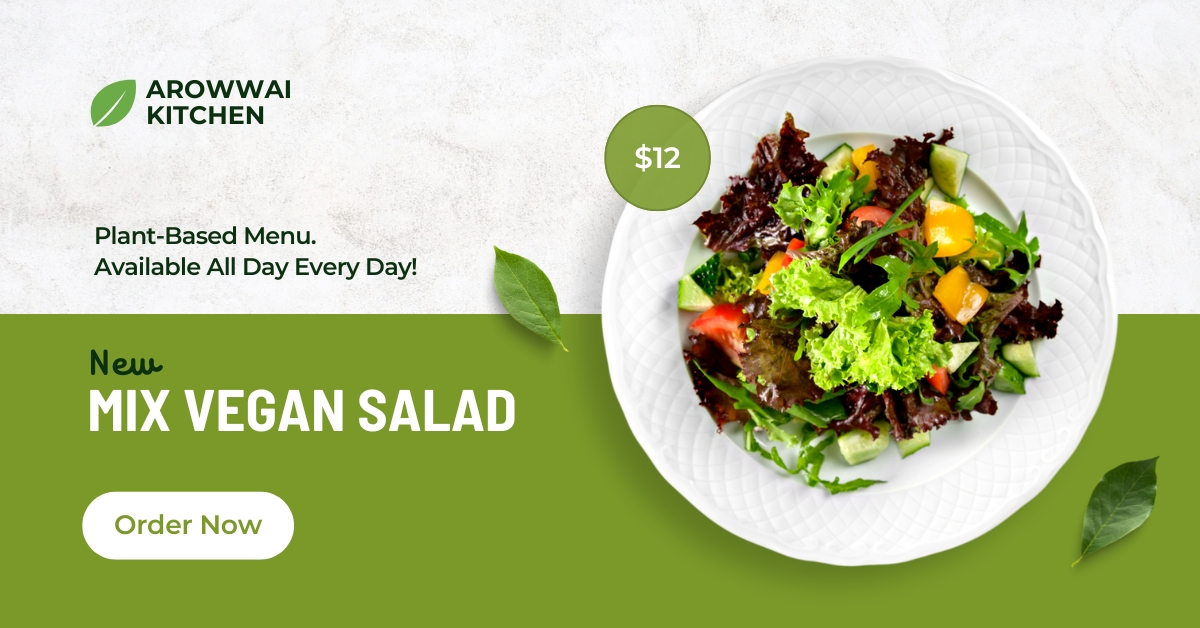 AROWWAI
KITCHEN
$12
Plant-Based Menu.
Available All Day Every Day!
New
MIX VEGAN SALAD
Order Now